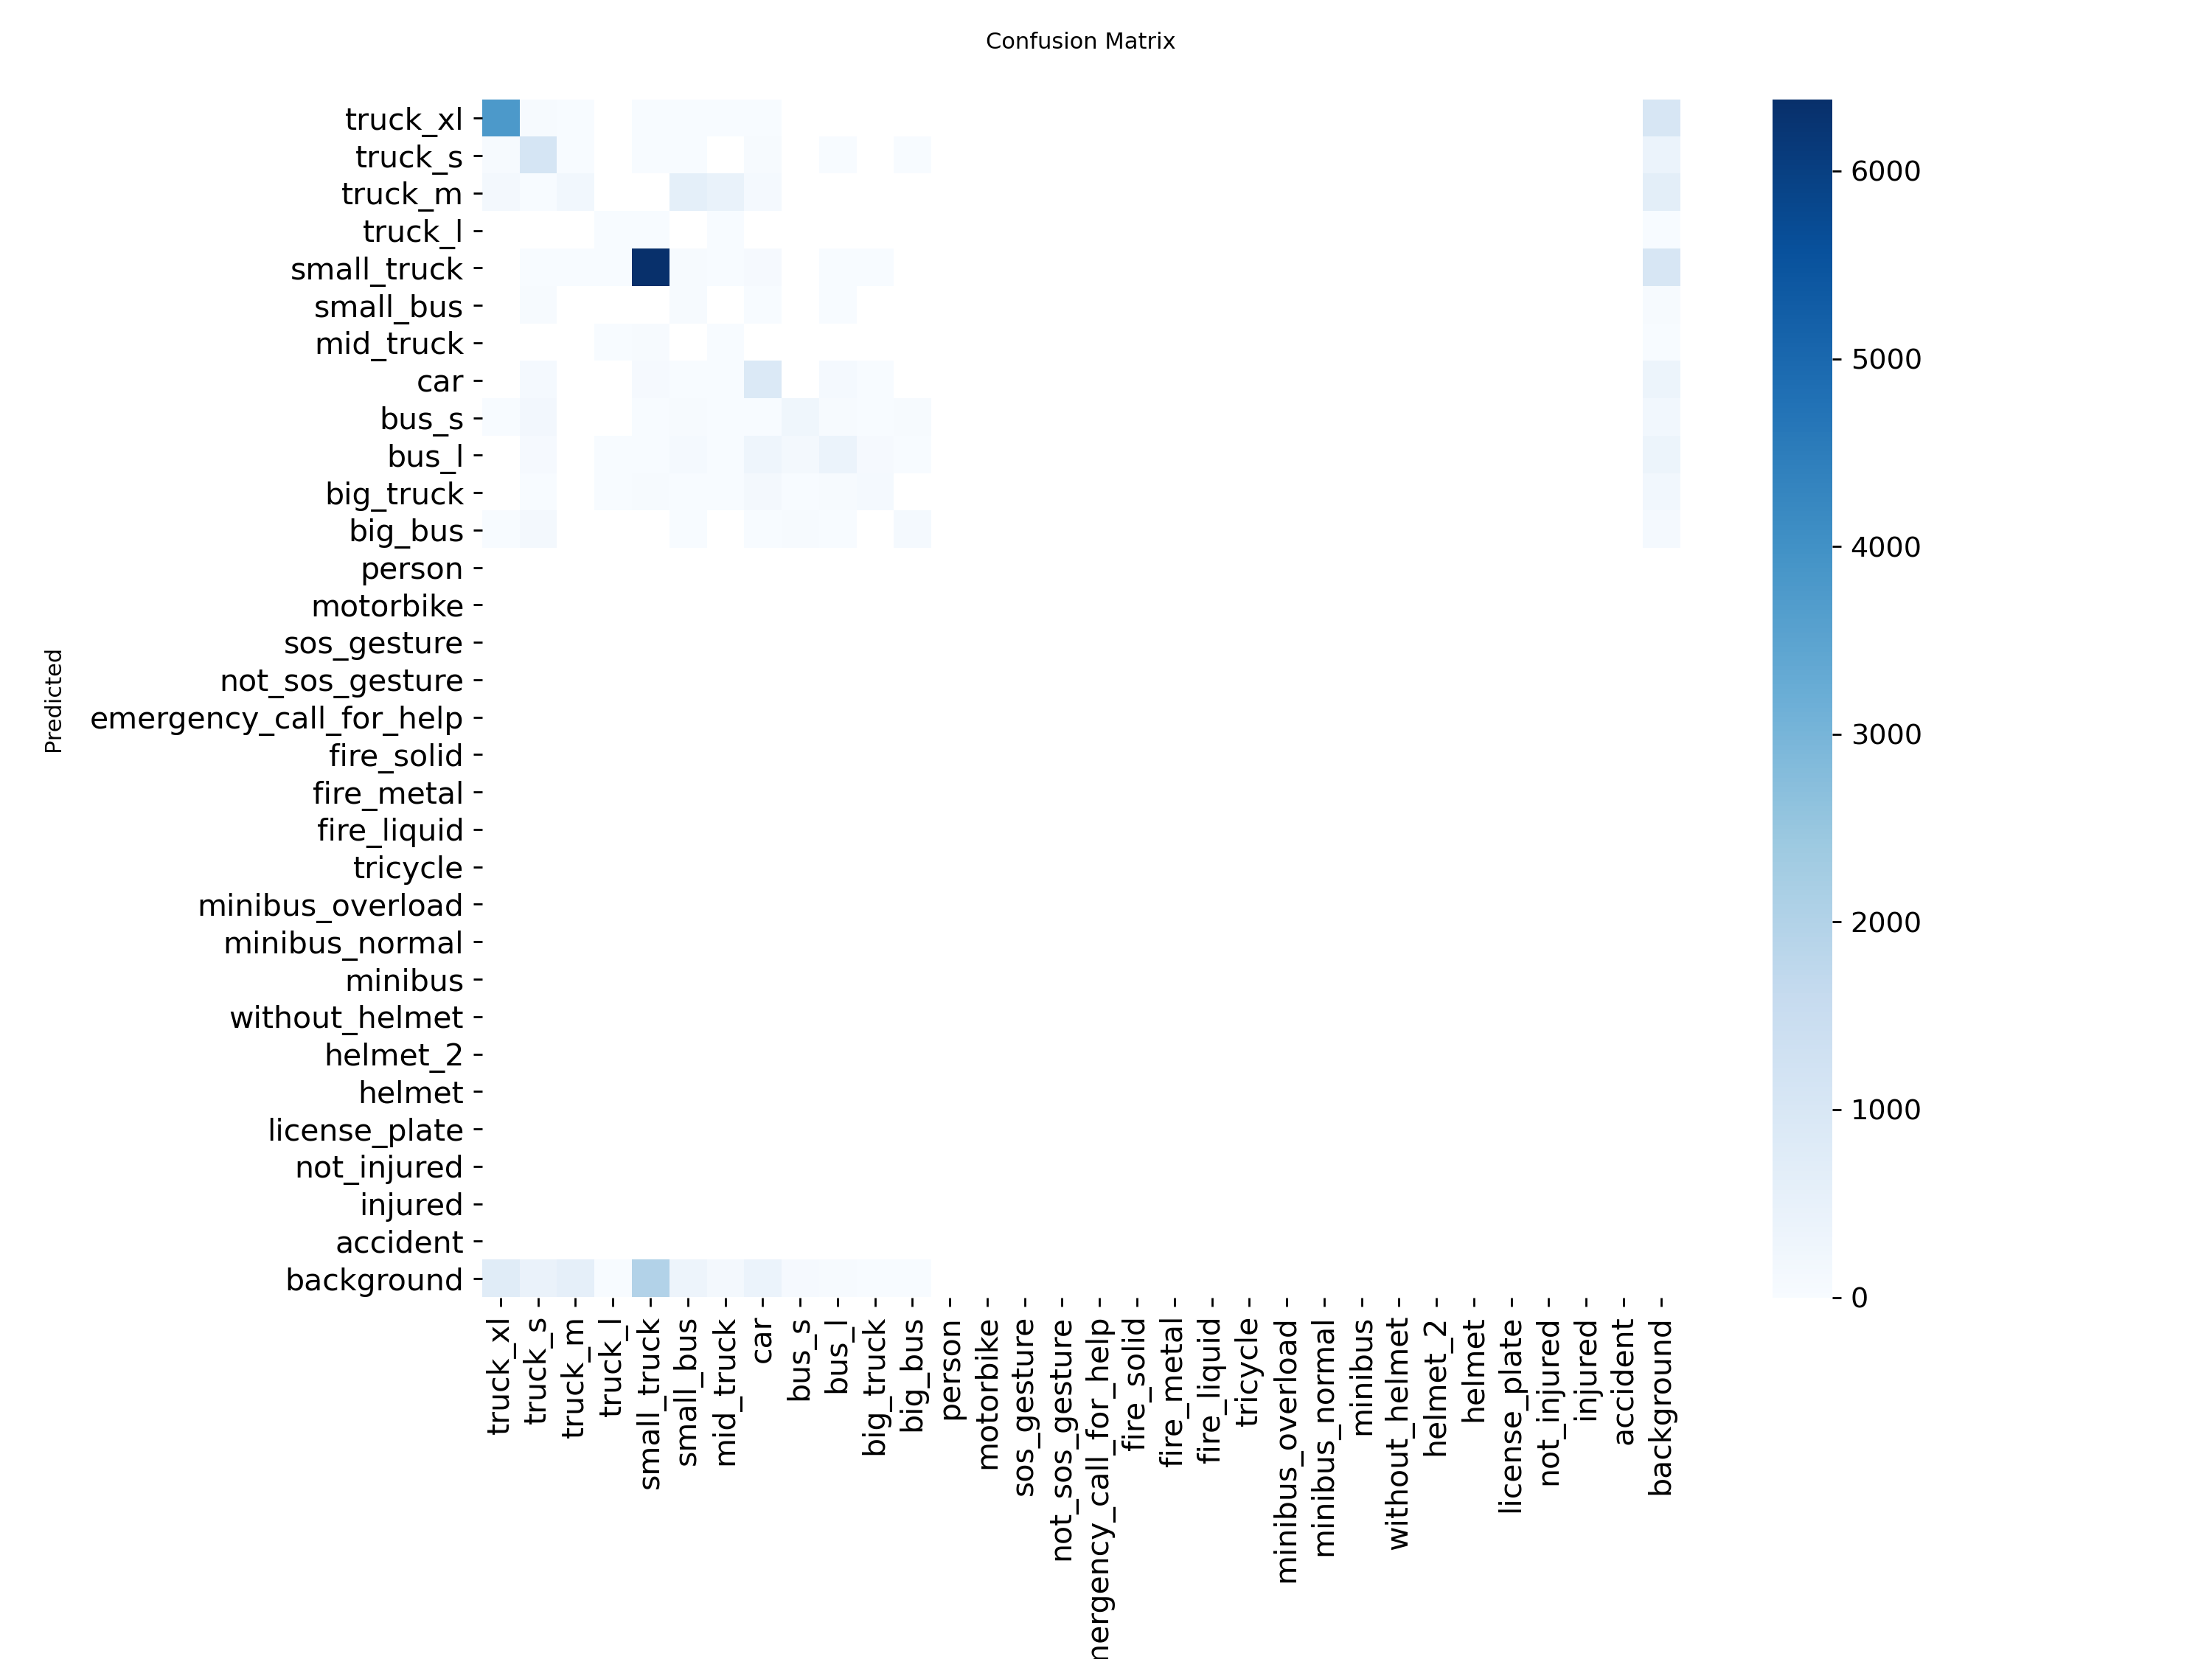 Confusion Matrix
truck_xl
truck_s
truck_m
truck_l
small_truck
small_bus
mid_truck
car
bus_s
bus_l
big_truck
big_bus
person
motorbike
sos_gesture
not_sos_gesture
emergency_call_for_help
fire_solid
fire_metal
fire_liquid
tricycle
minibus_overload
minibus_normal
minibus
without_helmet
helmet_2
helmet
license_plate
not_injured
injured
accident
background
Predicted
truck_xl
truck_s
truck_m
truck_l
small_truck
small_bus
mid_truck
car
bus_s
bus_l
big_truck
big_bus
person
motorbike
sos_gesture
not_sos_gesture
mergency_call_for_help
fire_solid
fire_metal
fire_liquid
tricycle
minibus_overload
minibus_normal
minibus
without_helmet
helmet_2
helmet
license_plate
not_injured
injured
accident
background
6000
5000
4000
3000
2000
1000
0